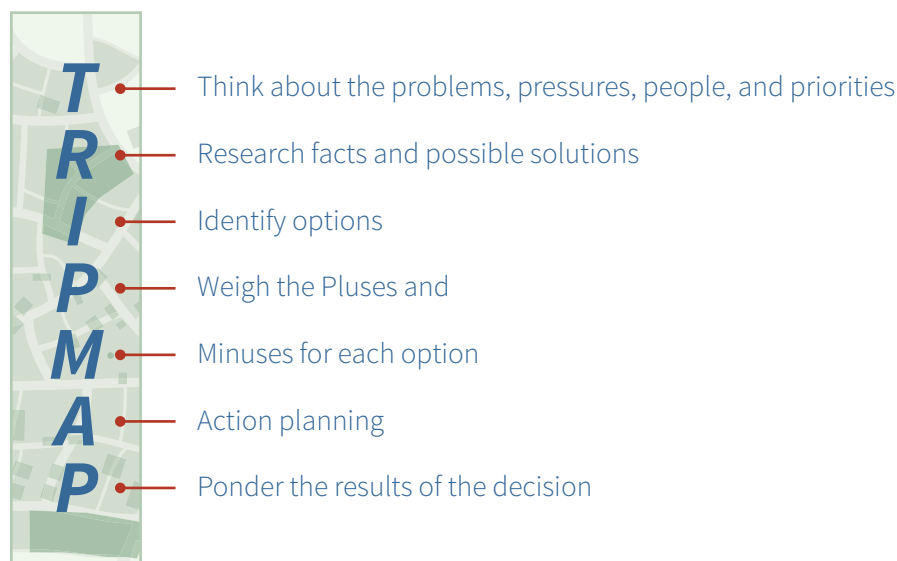 T Think about the problems, pressures, people, and priorities
R Research facts and possible solutions
I Identify options
P Weigh the Pluses and
M Minuses for each option
A Action planning
P Ponder the results of the decision